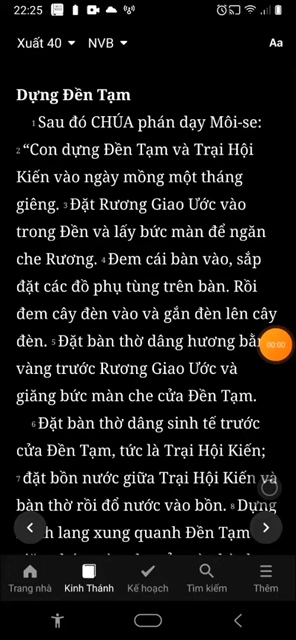 22:25
Xuất 40 NVB Aa
Dựng Đền Tạm
1 Sau đó CHÚA phán dạy Môi-se:
2 “Con dựng Đền Tạm và Trại Hội
Kiến vào ngày mồng một tháng
giêng. 3 Đặt Rương Giao Ước vào
trong Đền và lấy bức màn để ngăn
che Rương. 4 Đem cái bàn vào, sắp
đặt các đồ phụ tùng trên bàn. Rồi
đem cây đèn vào và gắn đèn lên cây
đèn. 5 Đặt bàn thờ dâng hương bằng
00:00
vàng trước Rương Giao Ước và
giăng bức màn che cửa Đền Tạm.
6 Đặt bàn thờ dâng sinh tế trước
cửa Đền Tạm, tức là Trại Hội Kiến;
7 đặt bồn nước giữa Trại Hội Kiến và
bàn thờ rồi đổ nước vào bồn. 8 Dựng
lang xung quanh Đền Tạm
Trang nhà Kinh Thánh Kế hoạch Tìm kiếm Thêm